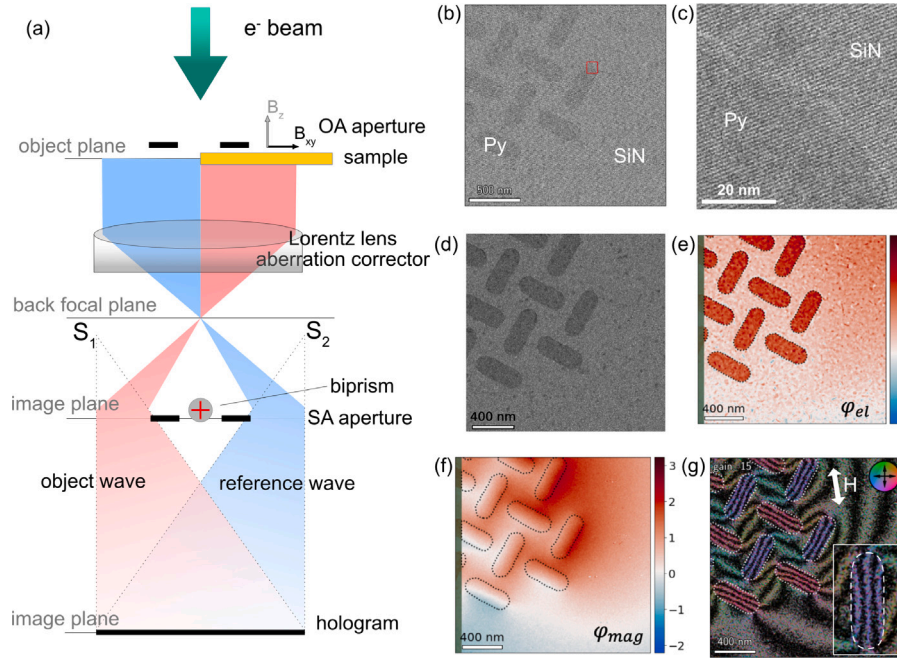 (a)
e⁻ beam
B_z
OA aperture
B_xy
object plane
sample
Lorentz lens
aberration corrector
back focal plane
S₁
S₂
biprism
image plane
SA aperture
object wave
reference wave
image plane
hologram
(b)
Py
SiN
500 nm
(c)
SiN
Py
20 nm
(d)
400 nm
(e)
400 nm
φ_el
(f)
3
2
1
0
−1
−2
400 nm
φ_mag
(g)
gain 15
H
400 nm